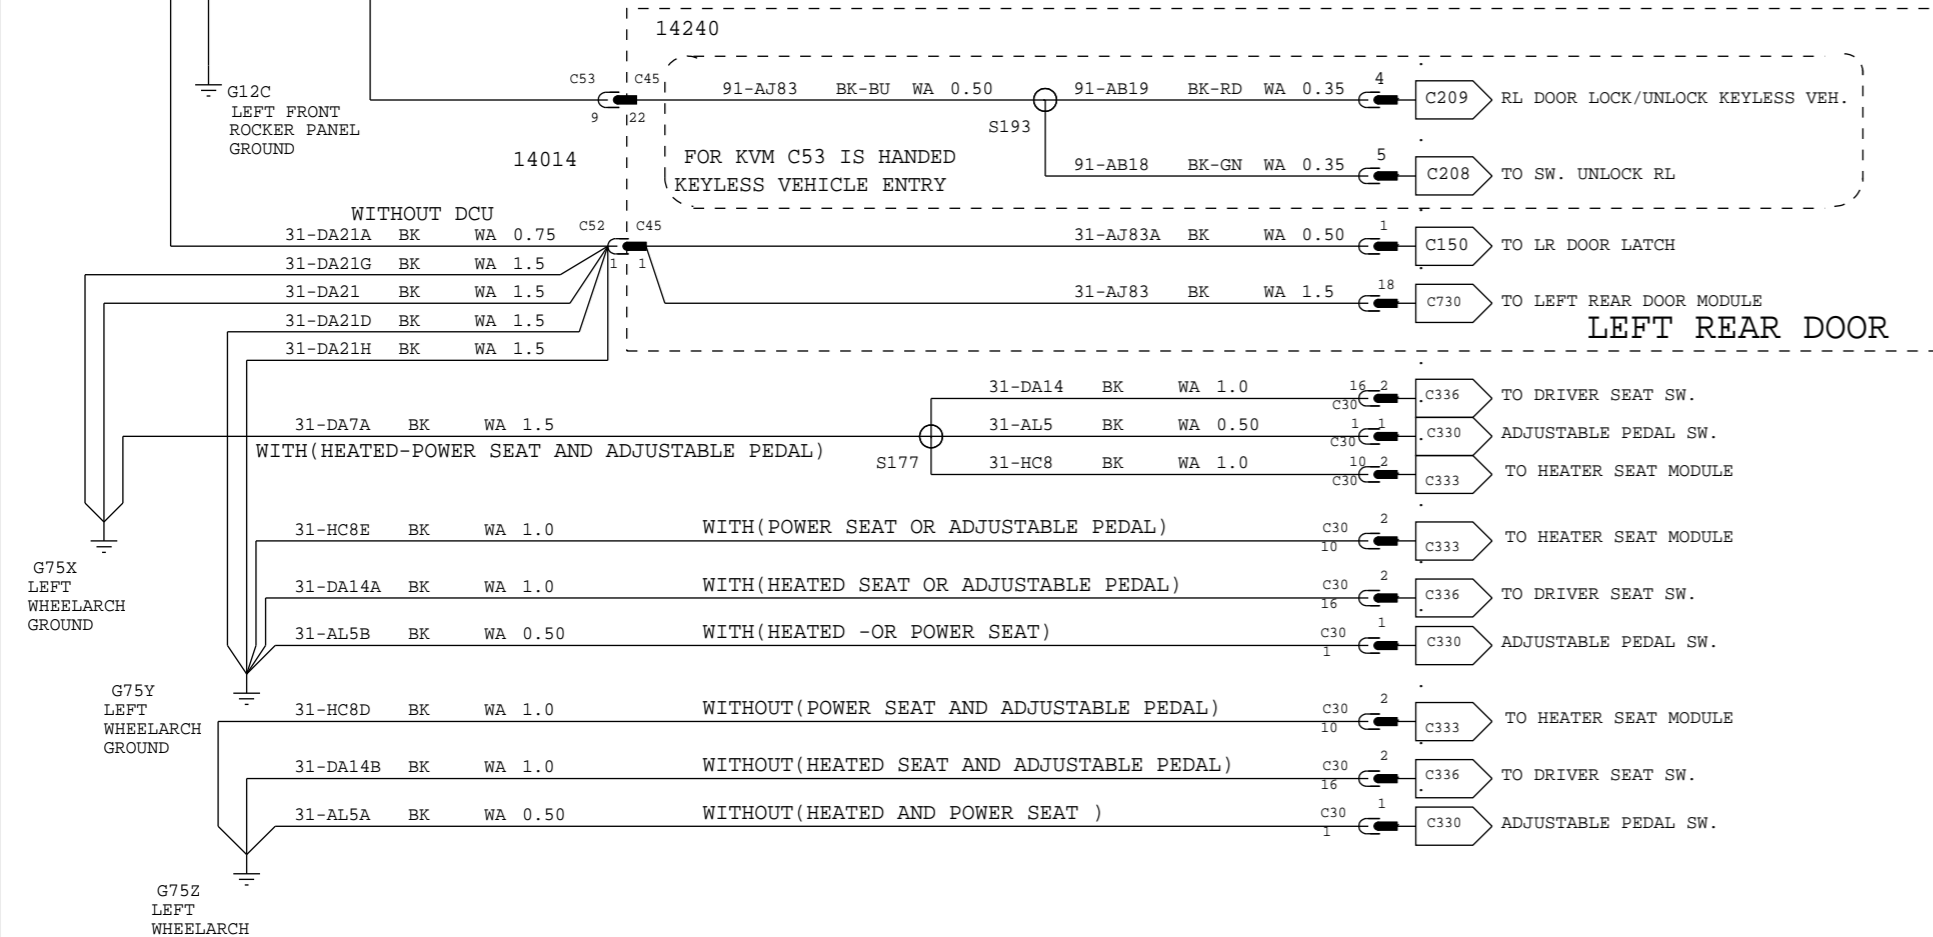 14240
C53 C45
91-AJ83 BK-BU WA 0.50
91-AB19 BK-RD WA 0.35
4
C209 RL DOOR LOCK/UNLOCK KEYLESS VEH.
G12C
LEFT FRONT
ROCKER PANEL
GROUND
9 22
S193
14014
FOR KVM C53 IS HANDED
KEYLESS VEHICLE ENTRY
91-AB18 BK-GN WA 0.35
5
C208 TO SW. UNLOCK RL
WITHOUT DCU
C52 C45
31-DA21A BK WA 0.75
31-AJ83A BK WA 0.50
1
C150 TO LR DOOR LATCH
1 1
31-DA21G BK WA 1.5
31-DA21 BK WA 1.5
31-AJ83 BK WA 1.5
18
C730 TO LEFT REAR DOOR MODULE
LEFT REAR DOOR
31-DA21D BK WA 1.5
31-DA21H BK WA 1.5
31-DA14 BK WA 1.0
16 2
C30
C336 TO DRIVER SEAT SW.
31-DA7A BK WA 1.5
WITH(HEATED-POWER SEAT AND ADJUSTABLE PEDAL)
S177
31-AL5 BK WA 0.50
1 1
C30
C330 ADJUSTABLE PEDAL SW.
31-HC8 BK WA 1.0
10 2
C30
C333 TO HEATER SEAT MODULE
31-HC8E BK WA 1.0
WITH(POWER SEAT OR ADJUSTABLE PEDAL)
C30 2
10
C333 TO HEATER SEAT MODULE
G75X
LEFT
WHEELARCH
GROUND
31-DA14A BK WA 1.0
WITH(HEATED SEAT OR ADJUSTABLE PEDAL)
C30 2
16
C336 TO DRIVER SEAT SW.
31-AL5B BK WA 0.50
WITH(HEATED -OR POWER SEAT)
C30 1
1
C330 ADJUSTABLE PEDAL SW.
G75Y
LEFT
WHEELARCH
GROUND
31-HC8D BK WA 1.0
WITHOUT(POWER SEAT AND ADJUSTABLE PEDAL)
C30 2
10
C333 TO HEATER SEAT MODULE
31-DA14B BK WA 1.0
WITHOUT(HEATED SEAT AND ADJUSTABLE PEDAL)
C30 2
16
C336 TO DRIVER SEAT SW.
31-AL5A BK WA 0.50
WITHOUT(HEATED AND POWER SEAT )
C30 1
1
C330 ADJUSTABLE PEDAL SW.
G75Z
LEFT
WHEELARCH